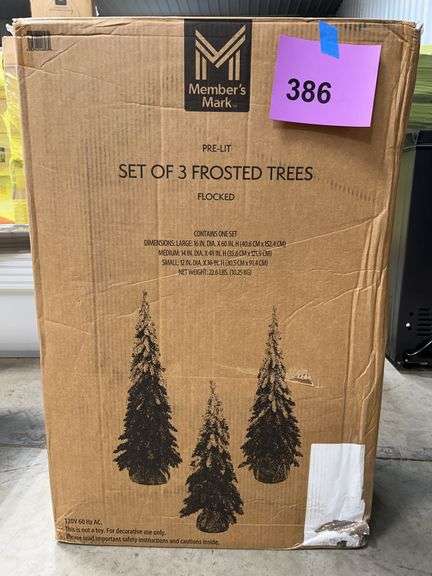 Member's
Mark
386
PRE-LIT
SET OF 3 FROSTED TREES
FLOCKED
CONTAINS ONE SET
DIMENSIONS: LARGE: 16 IN. DIA. X 60 IN. H (40.6 CM x 152.4 CM)
MEDIUM: 14 IN. DIA. X 48 IN. H (35.6 CM x 121.9 CM)
SMALL: 12 IN. DIA. X 36 IN. H (30.5 CM x 91.4 CM)
NET WEIGHT: 22.6 LBS. (10.25 KG)
120V 60 Hz AC.
This is not a toy. For decorative use only.
Please read important safety instructions and cautions inside.